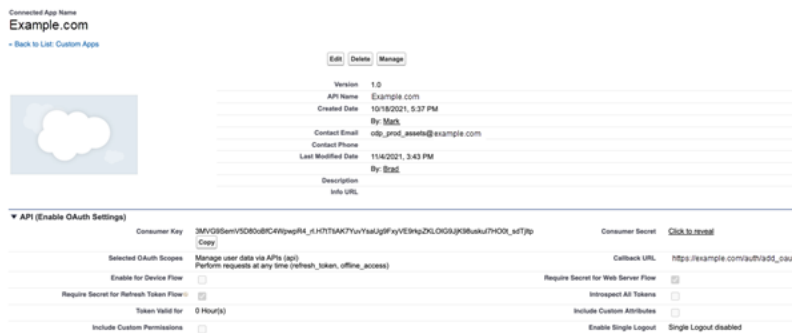 Connected App Name
Example.com
« Back to List: Custom Apps
Edit Delete Manage
Version 1.0
API Name Example.com
Created Date 10/18/2021, 5:37 PM
By: Mark
Contact Email cdp_prod_assets@example.com
Contact Phone
Last Modified Date 11/4/2021, 3:43 PM
By: Brad
Description
Info URL
▼ API (Enable OAuth Settings)
Consumer Key Consumer Secret Click to reveal
Copy
Selected OAuth Scopes Manage user data via APIs (api) Callback URL https://example.com/auth/add_oau
Perform requests at any time (refresh_token, offline_access)
Enable for Device Flow Require Secret for Web Server Flow
Require Secret for Refresh Token Flow Introspect All Tokens
Token Valid for 0 Hour(s) Include Custom Attributes
Include Custom Permissions Enable Single Logout Single Logout disabled